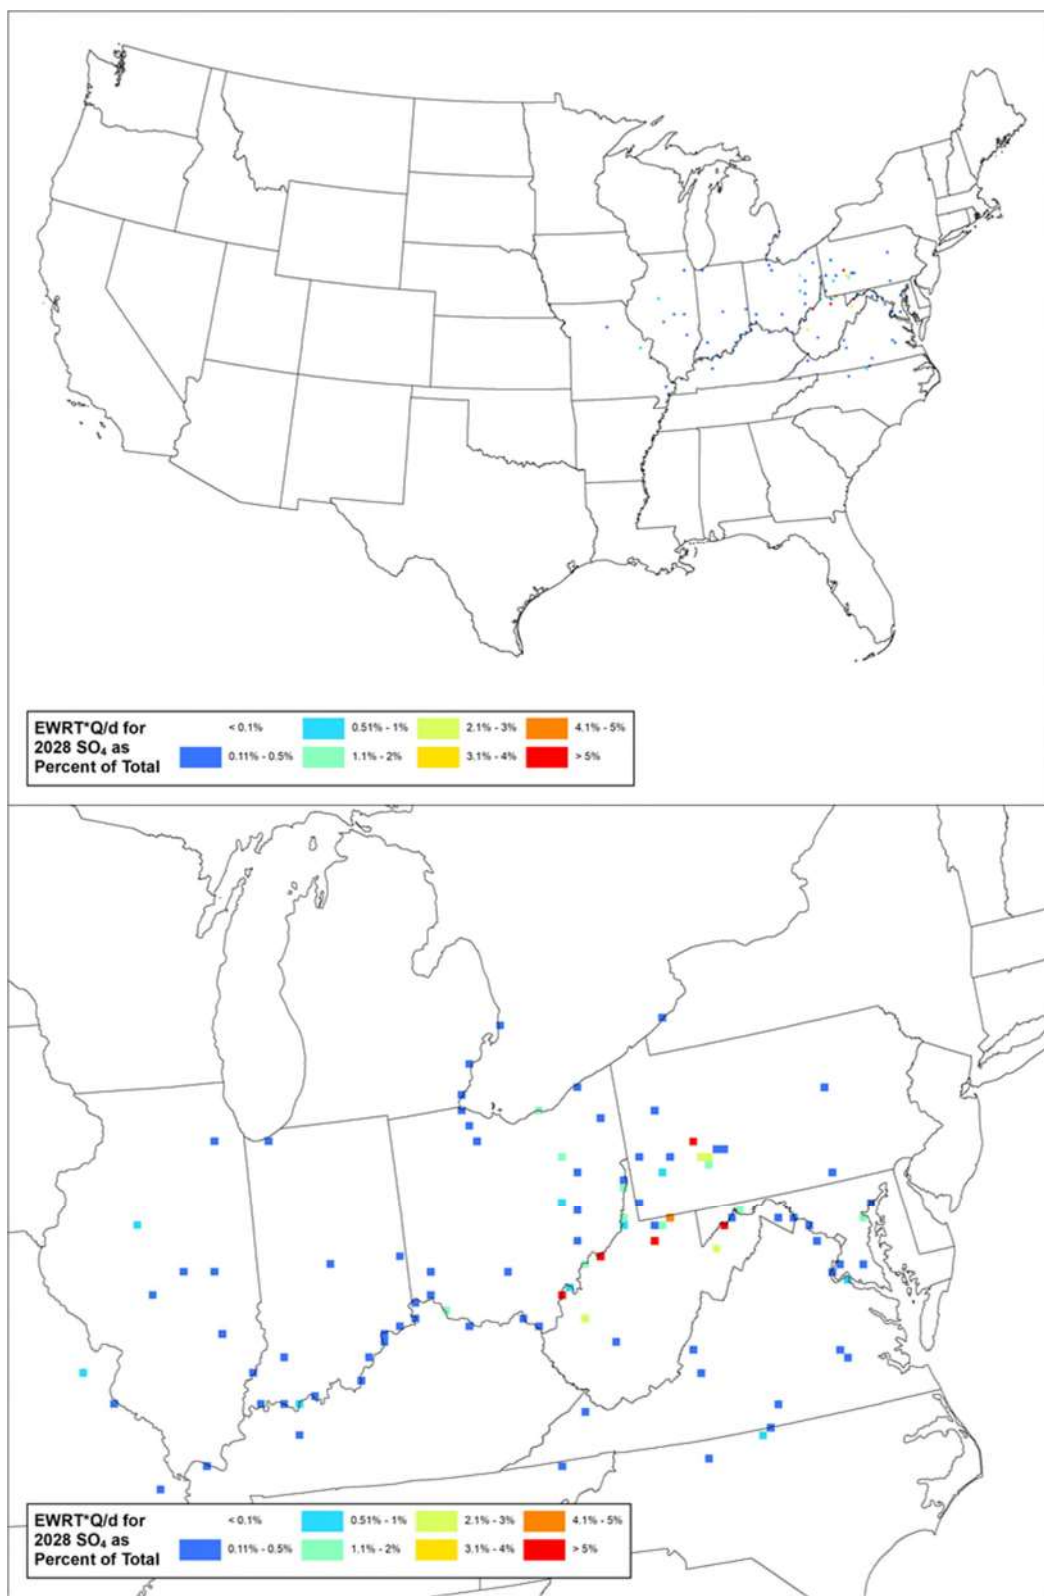 EWRT*Q/d for
2028 SO₄ as
Percent of Total
< 0.1%
0.51% - 1%
2.1% - 3%
4.1% - 5%
0.11% - 0.5%
1.1% - 2%
3.1% - 4%
> 5%
EWRT*Q/d for
2028 SO₄ as
Percent of Total
< 0.1%
0.51% - 1%
2.1% - 3%
4.1% - 5%
0.11% - 0.5%
1.1% - 2%
3.1% - 4%
> 5%